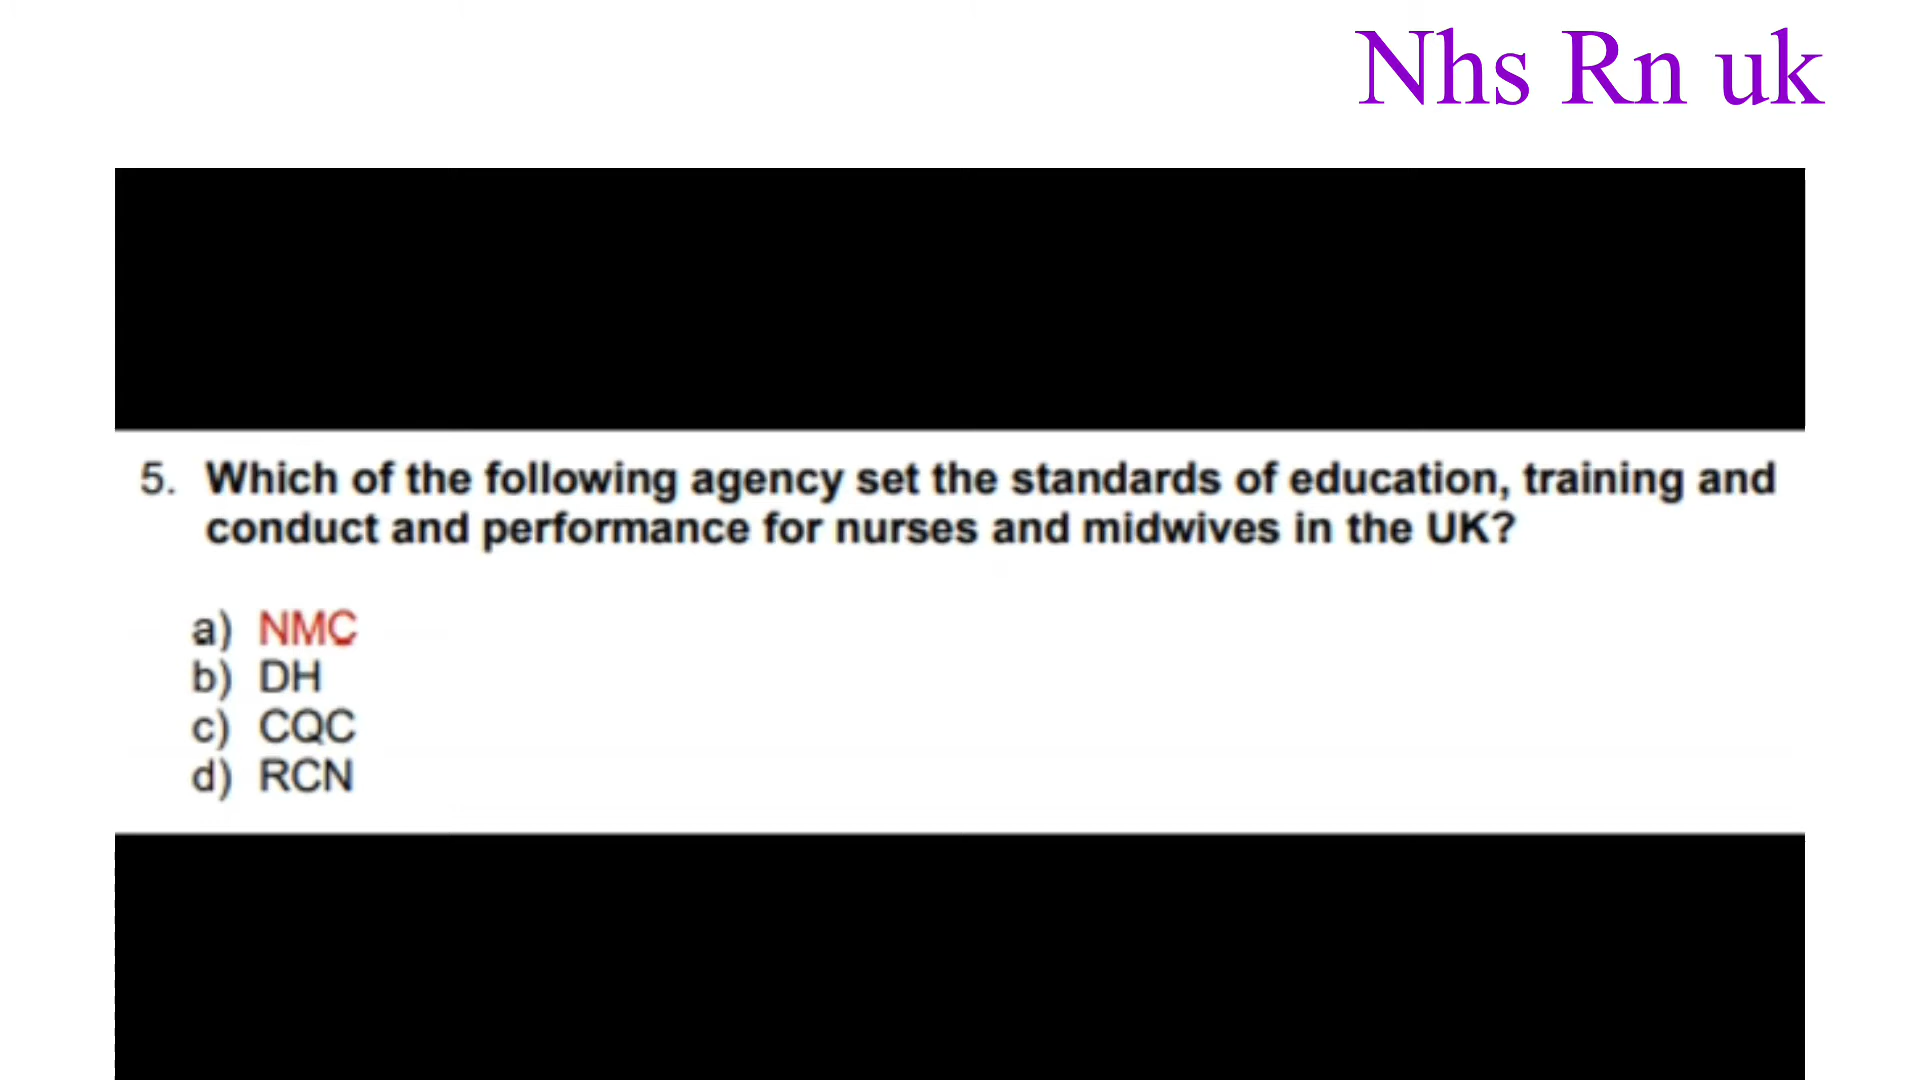 Nhs Rn uk
5. Which of the following agency set the standards of education, training and
conduct and performance for nurses and midwives in the UK?
a) NMC
b) DH
c) CQC
d) RCN